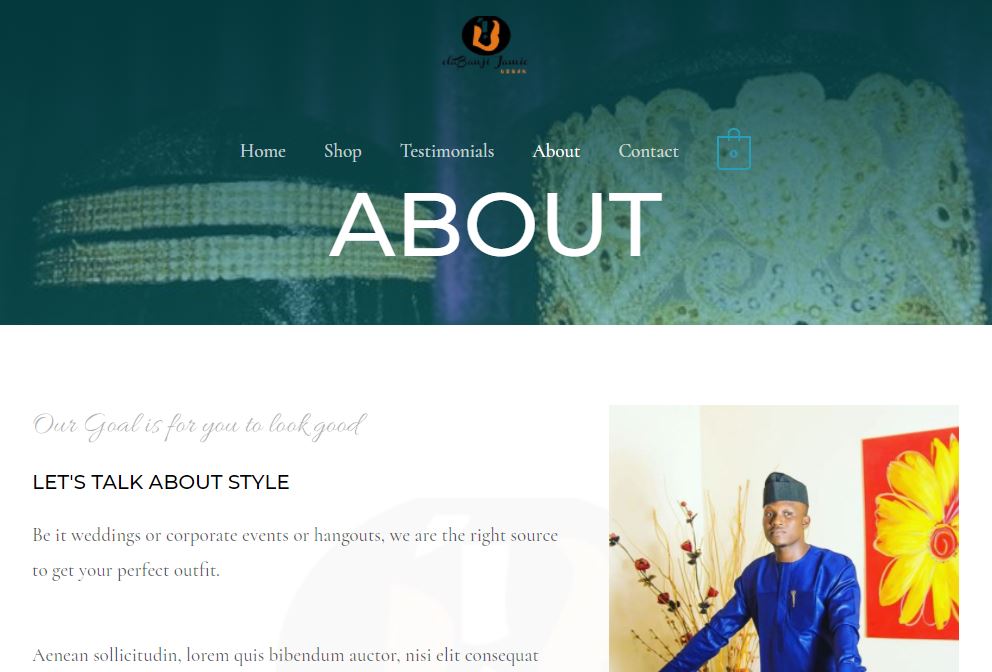 Home Shop Testimonials About Contact 0
ABOUT
Our Goal is for you to look good
LET'S TALK ABOUT STYLE
Be it weddings or corporate events or hangouts, we are the right source
to get your perfect outfit.
Aenean sollicitudin, lorem quis bibendum auctor, nisi elit consequat